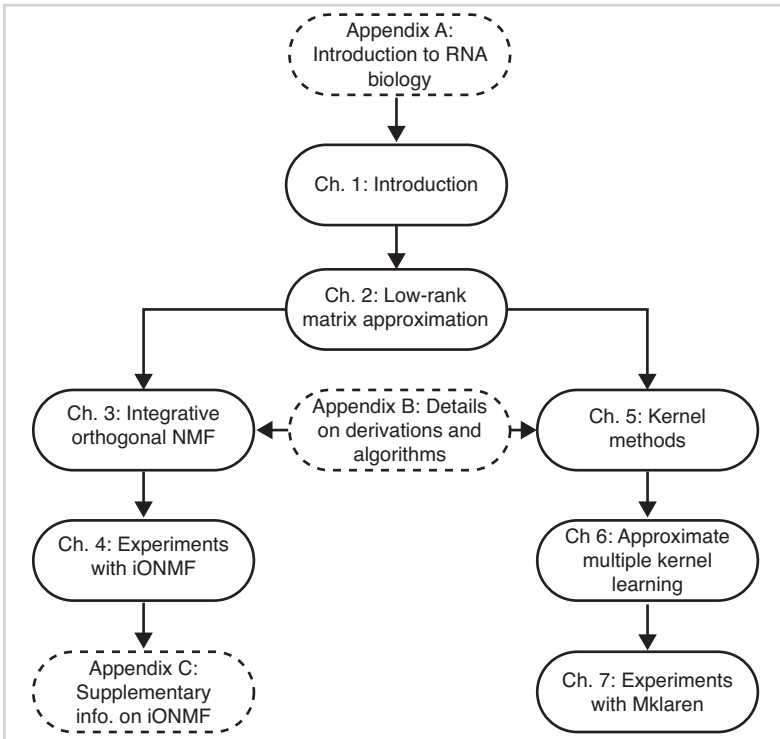 Appendix A:
Introduction to RNA
biology
Ch. 1: Introduction
Ch. 2: Low-rank
matrix approximation
Ch. 3: Integrative
orthogonal NMF
Appendix B: Details
on derivations and
algorithms
Ch. 5: Kernel
methods
Ch. 4: Experiments
with iONMF
Ch 6: Approximate
multiple kernel
learning
Appendix C:
Supplementary
info. on iONMF
Ch. 7: Experiments
with Mklaren